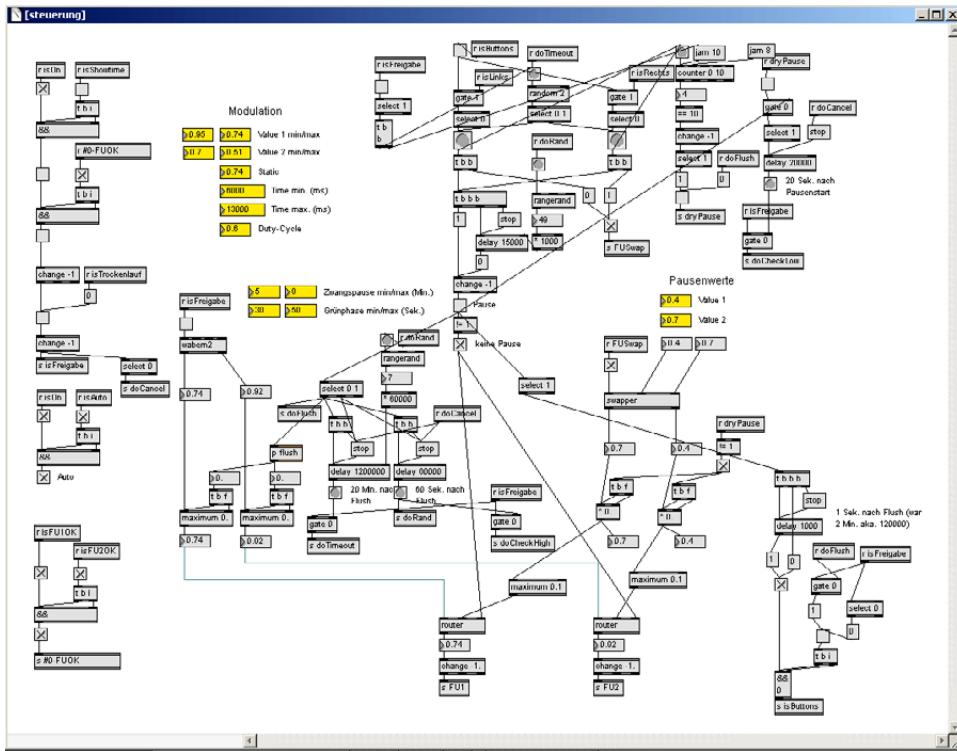 [steuerung]
r isOn
r isShowtime
t b i
&&
r #0-FUOK
t b i
&&
change -1
r isTrockenlauf
0
change -1
s isFreigabe
select 0
s doCancel
r isOn
r isAuto
t b i
&&
Auto
r isFU1OK
r isFU2OK
t b i
&&
s #0-FUOK
Modulation
0.95
0.74
Value 1 min/max
0.7
0.51
Value 2 min/max
0.74
Static
6000
Time min. (ms)
13000
Time max. (ms)
0.6
Duty-Cycle
5
0
Zwangspause min/max (Min.)
30
50
Grünphase min/max (Sek.)
r isFreigabe
wabern2
0.74
0.92
select 0 1
s doFlush
p flush
0.
0.
t b f
t b f
maximum 0.
maximum 0.
0.74
0.02
r doRand
rangerand
7
* 60000
t b b
t b b
r doCancel
stop
stop
delay 1200000
delay 60000
20 Min. nach
Flush
60 Sek. nach
Flush
gate 0
s doRand
s doTimeout
r isFreigabe
gate 0
s doCheckHigh
r isFreigabe
select 1
t b
b
r isButtons
r isLinks
gate 1
select 0
t b b
t b b b
1
stop
delay 15000
0
change -1
Pause
!= 1
keine Pause
r doTimeout
random 2
select 0 1
r doRand
rangerand
49
* 1000
r isRechts
gate 1
select 0
t b b
0
1
s FUSwap
jam 10
counter 0 10
4
== 10
change -1
select 1
r doFlush
1
0
s dryPause
jam 8
r dryPause
gate 0
r doCancel
select 1
stop
delay 20000
20 Sek. nach
Pausenstart
r isFreigabe
gate 0
s doCheckLow
Pausenwerte
0.4
Value 1
0.7
Value 2
r FUSwap
0.4
0.7
swapper
0.7
0.4
select 1
r dryPause
!= 1
t b f
t b f
* 0.
* 0.
0.7
0.4
maximum 0.1
maximum 0.1
router
0.74
change -1.
s FU1
router
0.02
change -1.
s FU2
t b b b
stop
delay 1000
1 Sek. nach Flush (war
2 Min. aka. 120000)
1
0
r doFlush
r isFreigabe
gate 0
1
select 0
0
t b i
&&
0
s isButtons